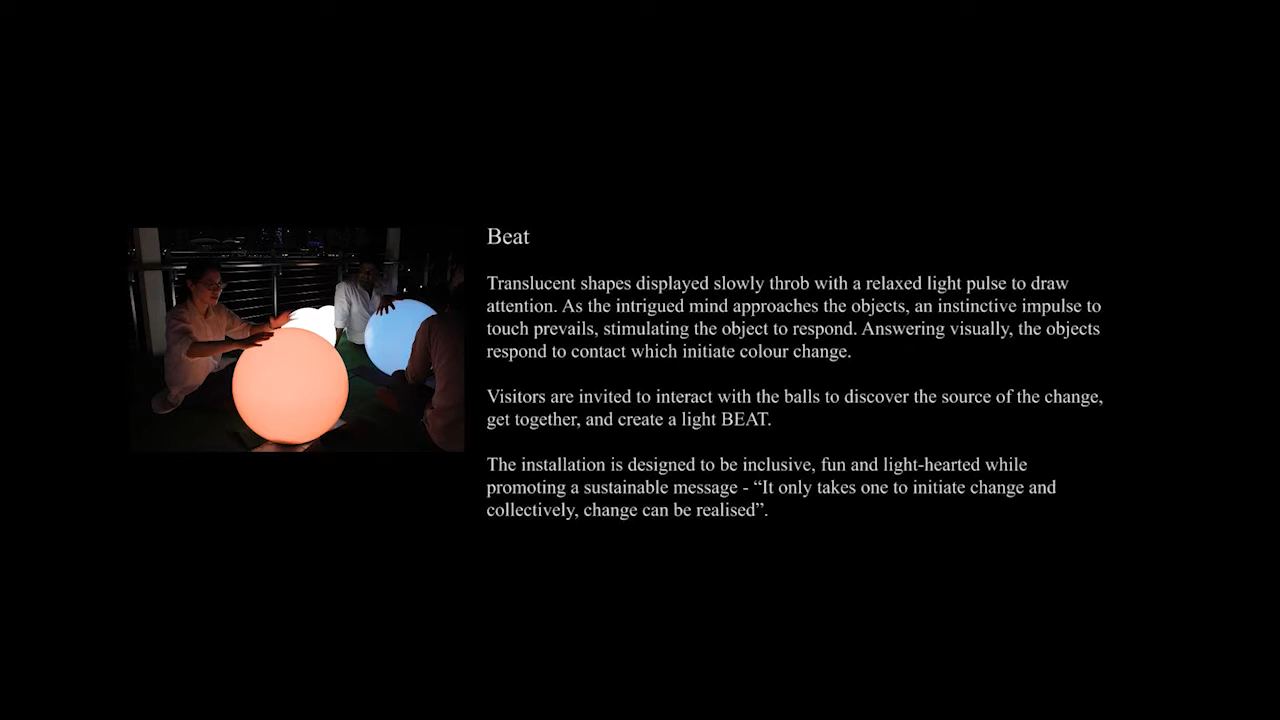 Beat
Translucent shapes displayed slowly throb with a relaxed light pulse to draw
attention. As the intrigued mind approaches the objects, an instinctive impulse to
touch prevails, stimulating the object to respond. Answering visually, the objects
respond to contact which initiate colour change.
Visitors are invited to interact with the balls to discover the source of the change,
get together, and create a light BEAT.
The installation is designed to be inclusive, fun and light-hearted while
promoting a sustainable message - “It only takes one to initiate change and
collectively, change can be realised”.